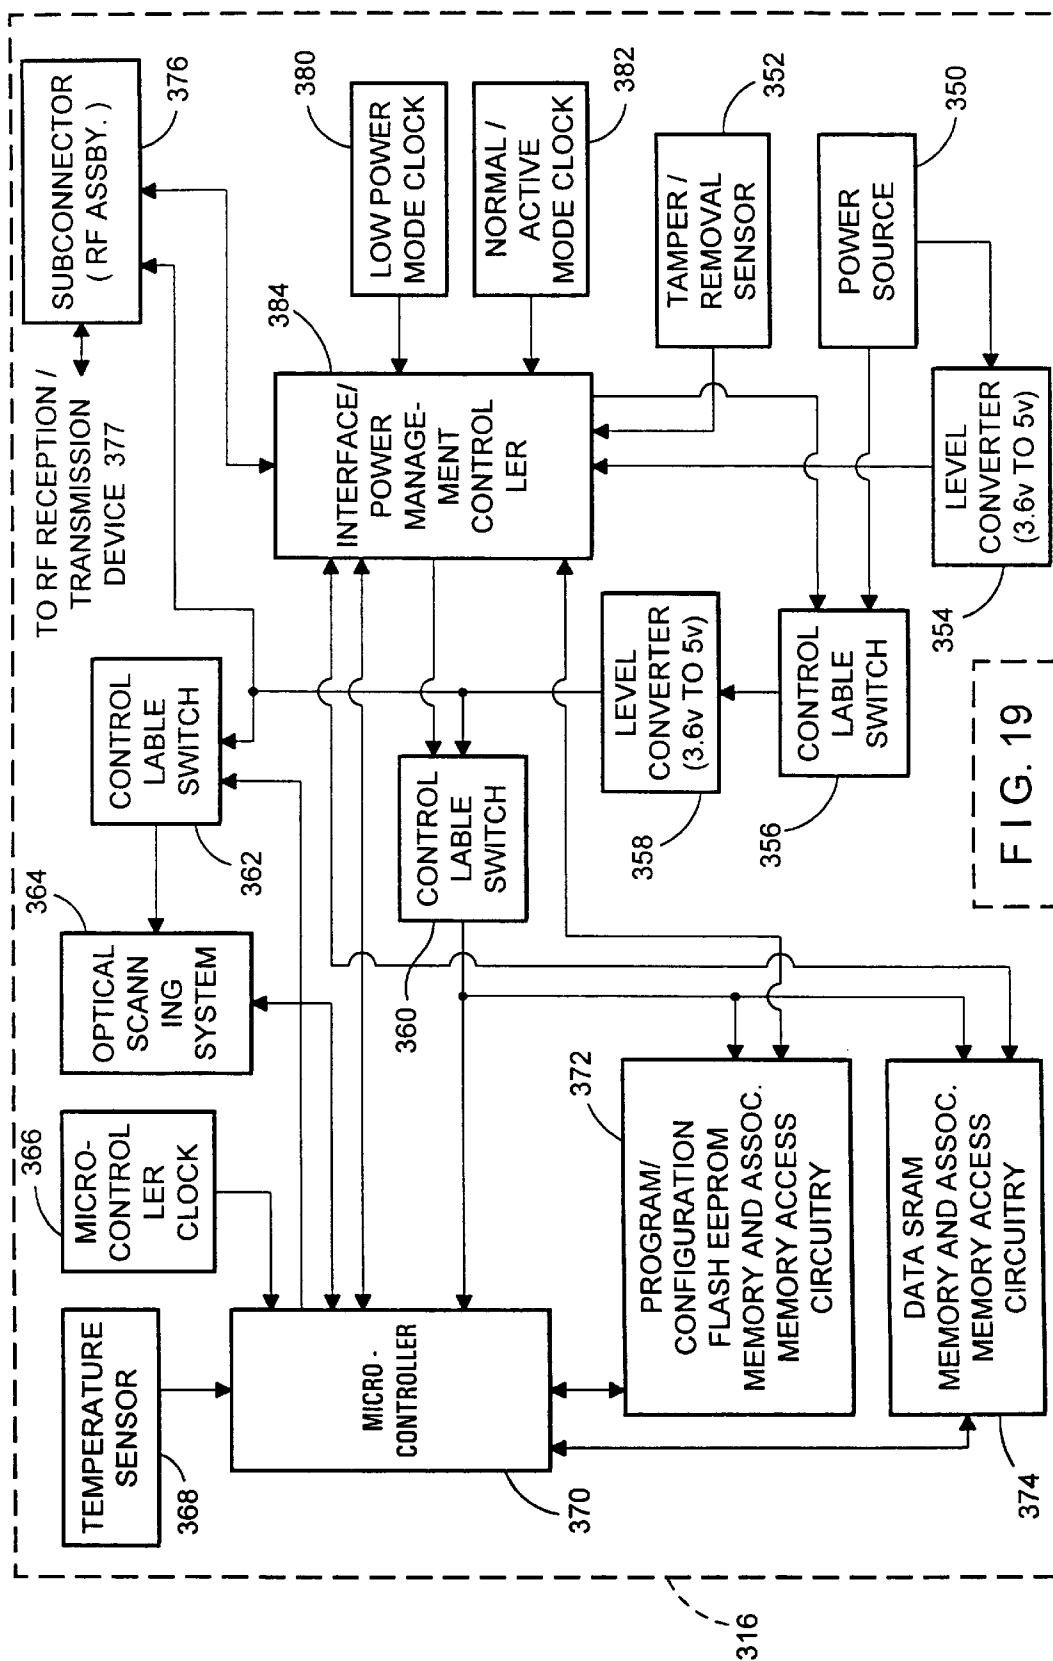 TEMPERATURE
SENSOR
368
MICRO-
CONTROL
LER
CLOCK
366
OPTICAL
SCANN
ING
SYSTEM
364
CONTROL
LABLE
SWITCH
362
TO RF RECEPTION /
TRANSMISSION
DEVICE 377
SUBCONNECTOR
( RF ASSBY. )
376
MICRO -
CONTROLLER
370
CONTROL
LABLE
SWITCH
360
INTERFACE/
POWER
MANAGE-
MENT
CONTROL
LER
384
LOW POWER
MODE CLOCK
380
NORMAL /
ACTIVE
MODE CLOCK
382
PROGRAM/
CONFIGURATION
FLASH EEPROM
MEMORY AND ASSOC.
MEMORY ACCESS
CIRCUITRY
372
LEVEL
CONVERTER
(3.6v TO 5v)
358
TAMPER /
REMOVAL
SENSOR
352
DATA SRAM
MEMORY AND ASSOC.
MEMORY ACCESS
CIRCUITRY
374
CONTROL
LABLE
SWITCH
356
POWER
SOURCE
350
LEVEL
CONVERTER
(3.6v TO 5v)
354
316
FIG. 19